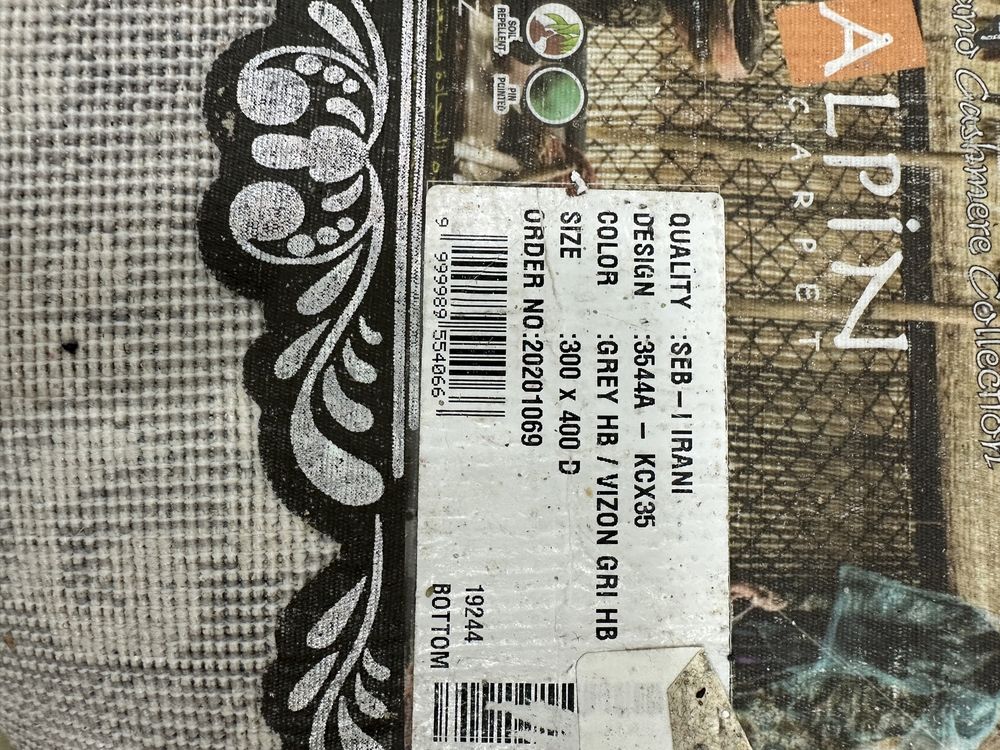 Cashmere Collection
ALPiN
CARPET
SOIL
REPELLENT
PIN
POINTED
QUALITY :SEB-I IRANI
DESIGN :3544A - KCX35
COLOR :GREY HB / VIZON GRI HB
SIZE :300 X 400 D
ORDER NO:20201069
9 999989 554066
19244
BOTTOM